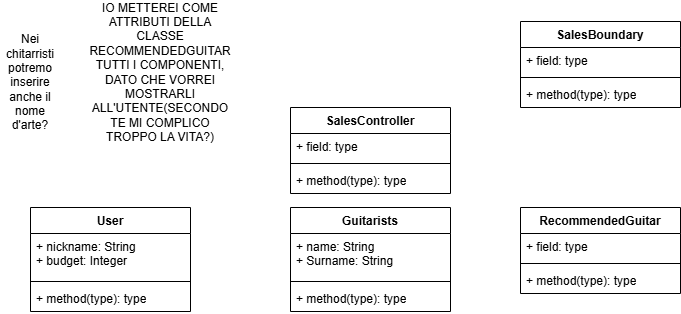 Nei
chitarristi
potremo
inserire
anche il
nome
d'arte?
IO METTEREI COME
ATTRIBUTI DELLA
CLASSE
RECOMMENDEDGUITAR
TUTTI I COMPONENTI,
DATO CHE VORREI
MOSTRARLI
ALL'UTENTE(SECONDO
TE MI COMPLICO
TROPPO LA VITA?)
SalesBoundary
+ field: type
+ method(type): type
SalesController
+ field: type
+ method(type): type
User
+ nickname: String
+ budget: Integer
+ method(type): type
Guitarists
+ name: String
+ Surname: String
+ method(type): type
RecommendedGuitar
+ field: type
+ method(type): type